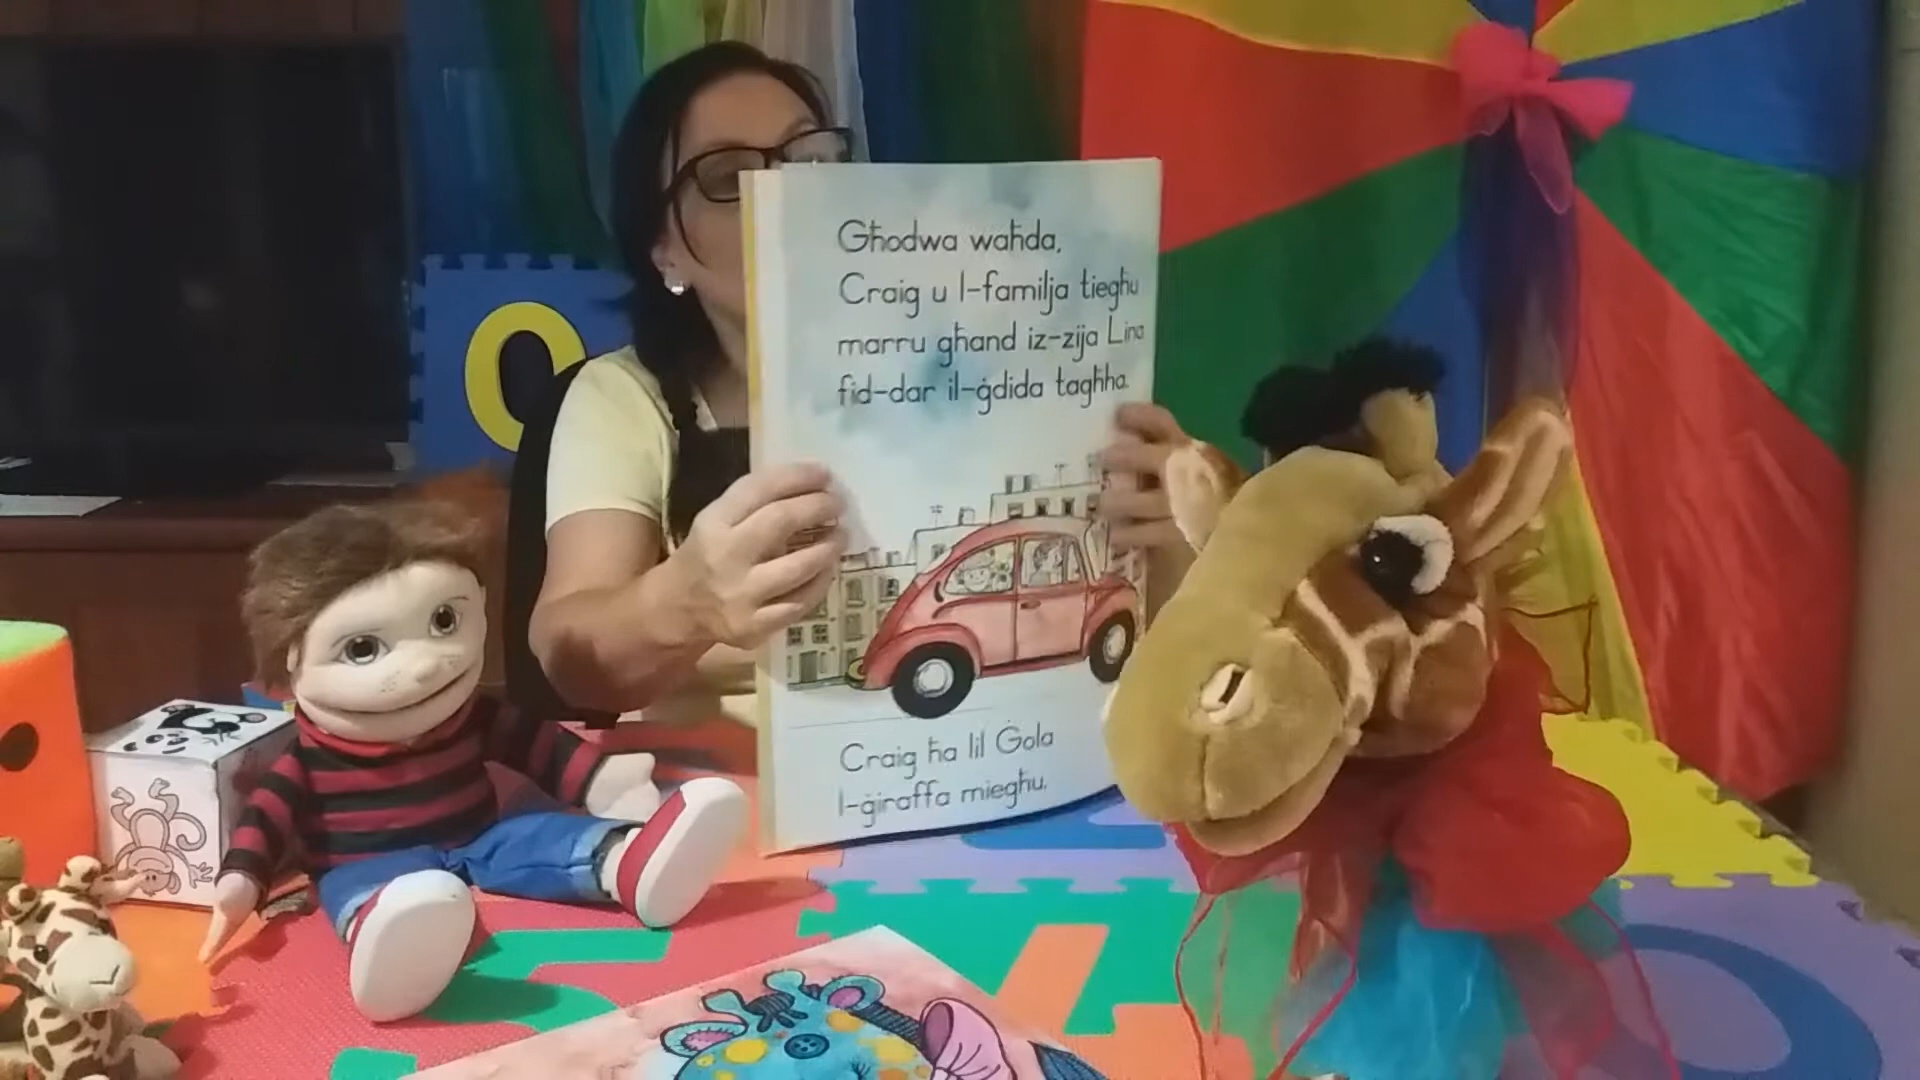 Għodwa waħda,
Craig u l-familja tiegħu
marru għand iz-zija Lina
fid-dar il-ġdida tagħha.
Craig ħa lil Ġola
l-ġiraffa miegħu.